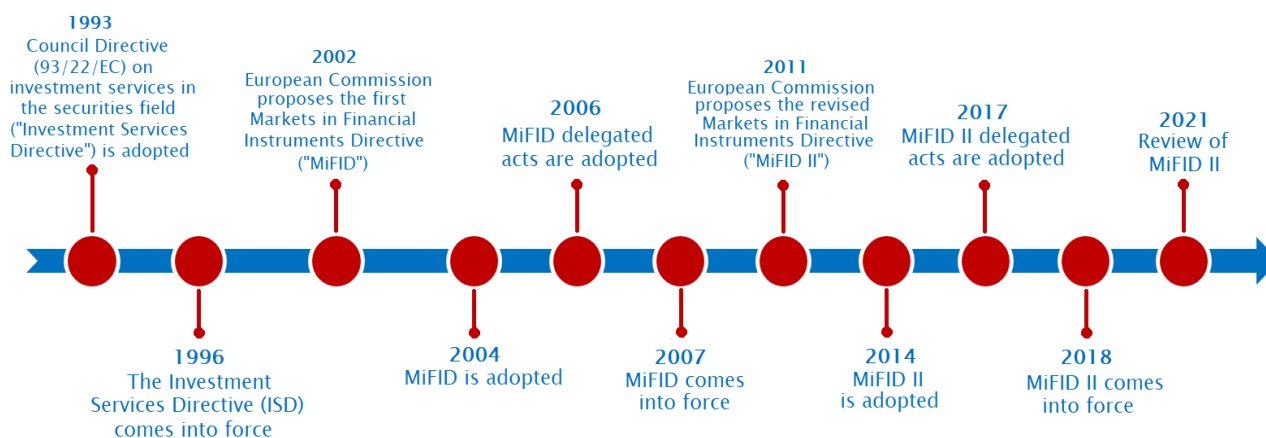 1993
Council Directive
(93/22/EC) on
investment services in
the securities field
("Investment Services
Directive") is adopted
1996
The Investment
Services Directive (ISD)
comes into force
2002
European Commission
proposes the first
Markets in Financial
Instruments Directive
("MiFID")
2004
MiFID is adopted
2006
MiFID delegated
acts are adopted
2007
MiFID comes
into force
2011
European Commission
proposes the revised
Markets in Financial
Instruments Directive
("MiFID II")
2014
MiFID II
is adopted
2017
MiFID II delegated
acts are adopted
2018
MiFID II comes
into force
2021
Review of
MiFID II